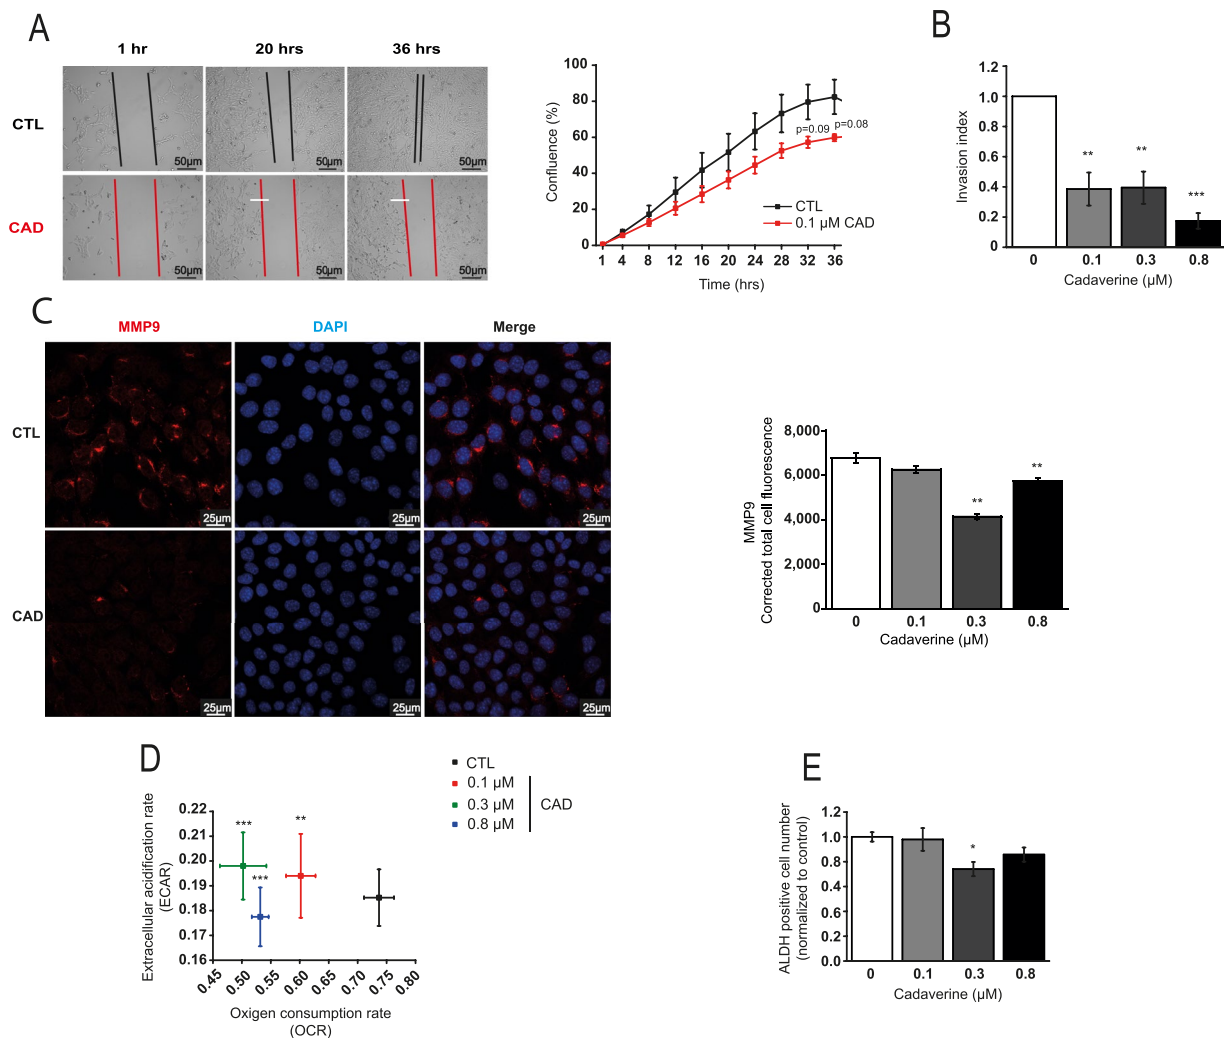 A
1 hr
20 hrs
36 hrs
CTL
50µm
50µm
50µm
CAD
50µm
50µm
50µm
Confluence (%)
100
80
60
40
20
0
p=0.09
p=0.08
CTL
0.1 µM CAD
1 4 8 12 16 20 24 28 32 36
Time (hrs)
B
Invasion index
1.2
1.0
0.8
0.6
0.4
0.2
0
**
**
***
0 0.1 0.3 0.8
Cadaverine (µM)
C
MMP9
DAPI
Merge
CTL
25µm
25µm
25µm
CAD
25µm
25µm
25µm
MMP9
Corrected total cell fluorescence
8,000
6,000
4,000
2,000
0
**
**
0 0.1 0.3 0.8
Cadaverine (µM)
D
CTL
0.1 µM
0.3 µM
0.8 µM
CAD
Extracellular acidification rate
(ECAR)
0.22
0.21
0.20
0.19
0.18
0.17
0.16
***
**
***
0.45 0.50 0.55 0.60 0.65 0.70 0.75 0.80
Oxigen consumption rate
(OCR)
E
ALDH positive cell number
(normalized to control)
1.2
1.0
0.8
0.4
0.6
0.2
0.0
*
0 0.1 0.3 0.8
Cadaverine (µM)